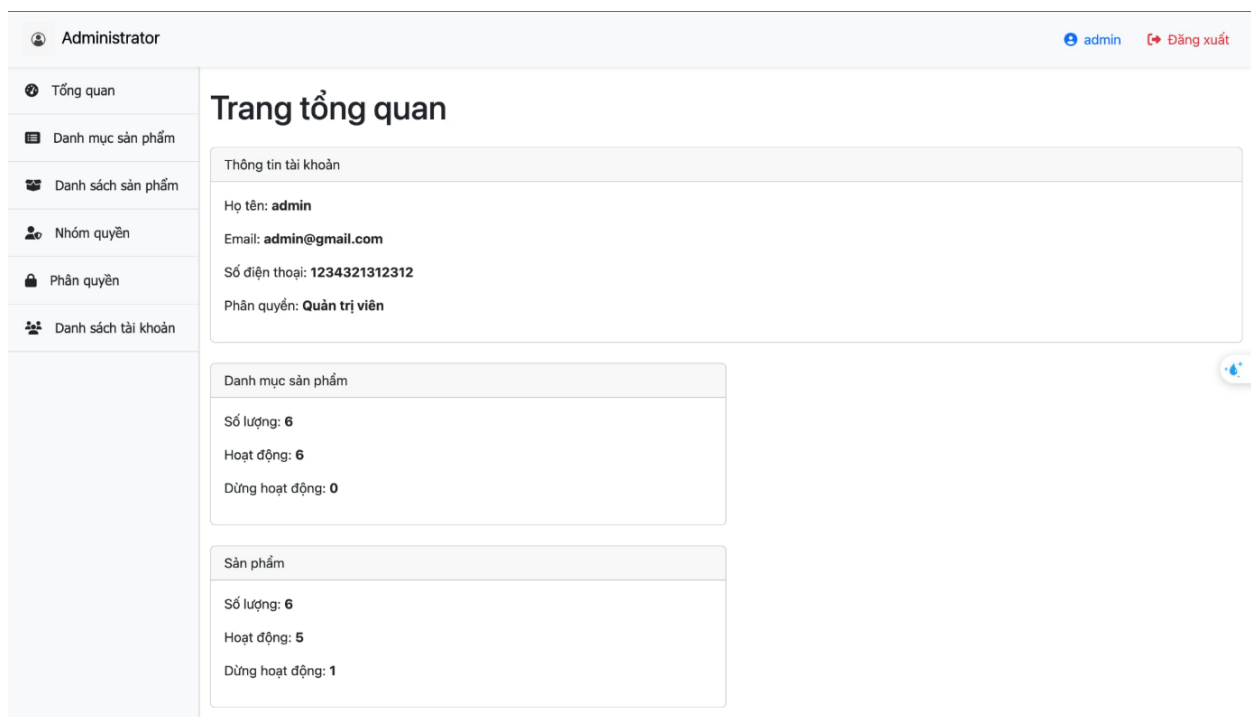 Administrator
admin
Đăng xuất
Tổng quan
Danh mục sản phẩm
Danh sách sản phẩm
Nhóm quyền
Phân quyền
Danh sách tài khoản
Trang tổng quan
Thông tin tài khoản
Họ tên: admin
Email: admin@gmail.com
Số điện thoại: 1234321312312
Phân quyền: Quản trị viên
Danh mục sản phẩm
Số lượng: 6
Hoạt động: 6
Dừng hoạt động: 0
Sản phẩm
Số lượng: 6
Hoạt động: 5
Dừng hoạt động: 1